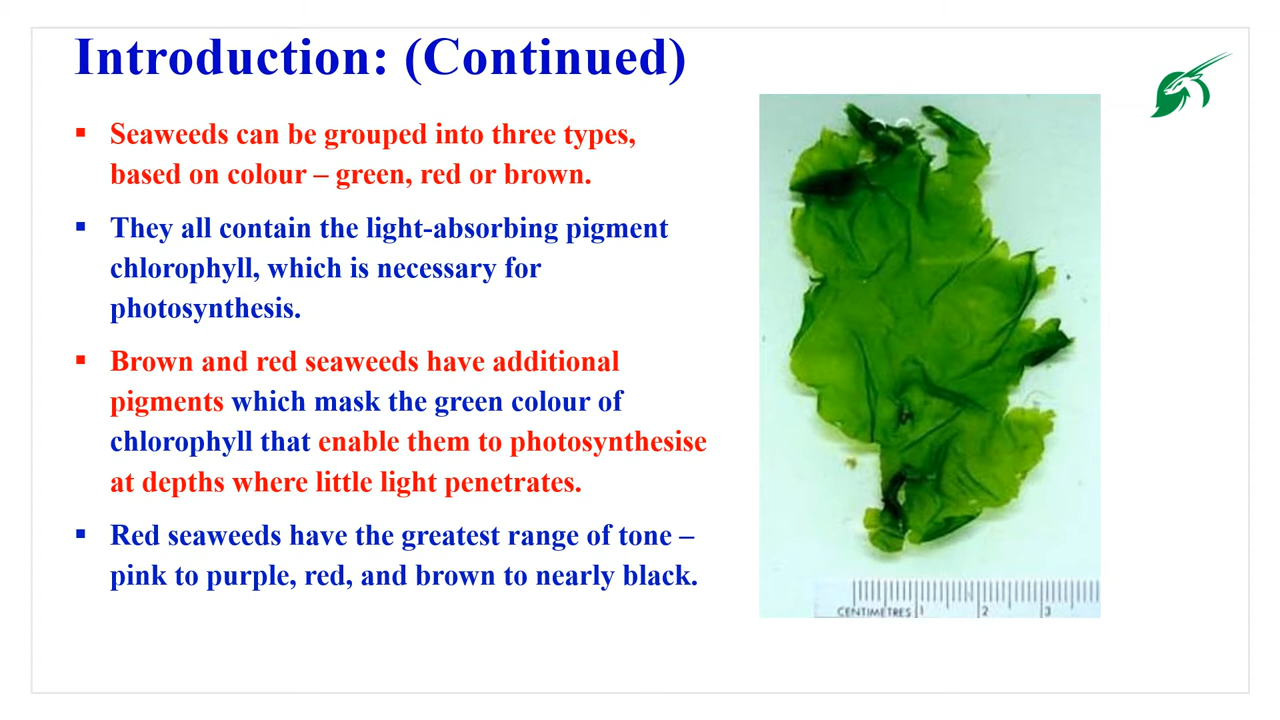 Introduction: (Continued)
▪ Seaweeds can be grouped into three types,
based on colour – green, red or brown.
▪ They all contain the light-absorbing pigment
chlorophyll, which is necessary for
photosynthesis.
▪ Brown and red seaweeds have additional
pigments which mask the green colour of
chlorophyll that enable them to photosynthesise
at depths where little light penetrates.
▪ Red seaweeds have the greatest range of tone –
pink to purple, red, and brown to nearly black.
CENTIMETRES 1 2 3